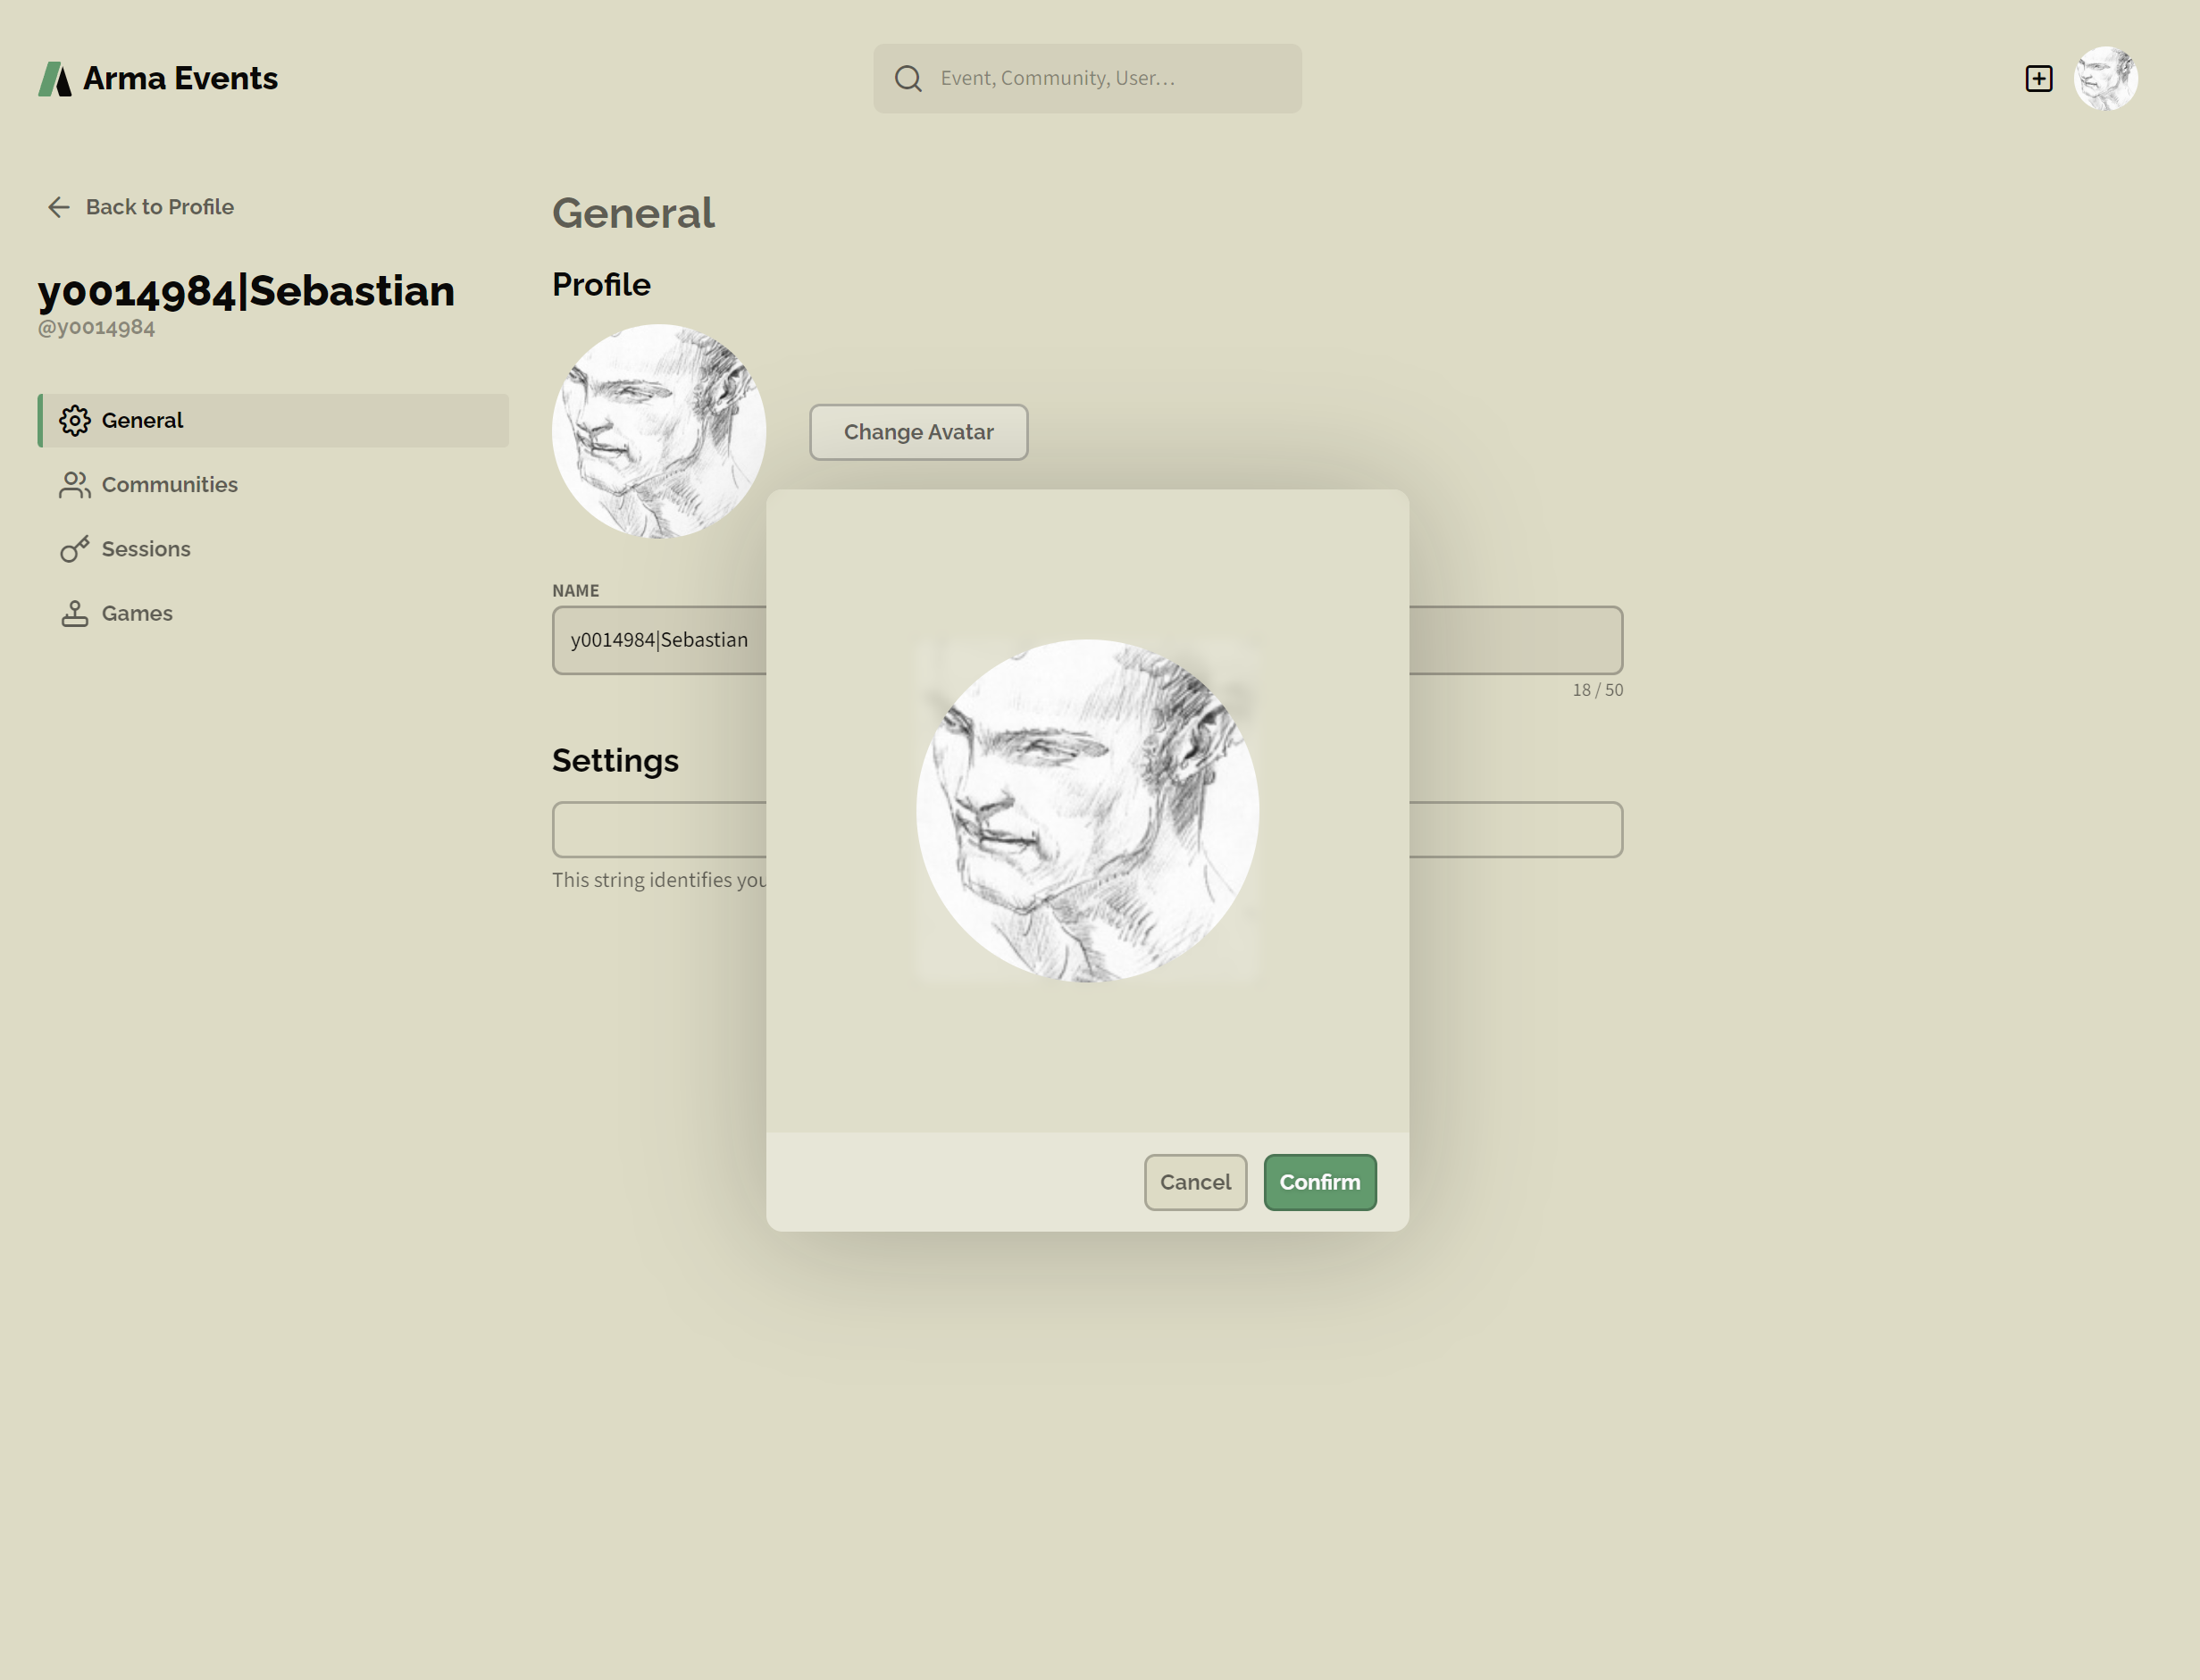 Arma Events
Event, Community, User...
Back to Profile
y0014984|Sebastian
@y0014984
General
Communities
Sessions
Games
General
Profile
Change Avatar
NAME
y0014984|Sebastian
18 / 50
Settings
This string identifies you
Cancel
Confirm